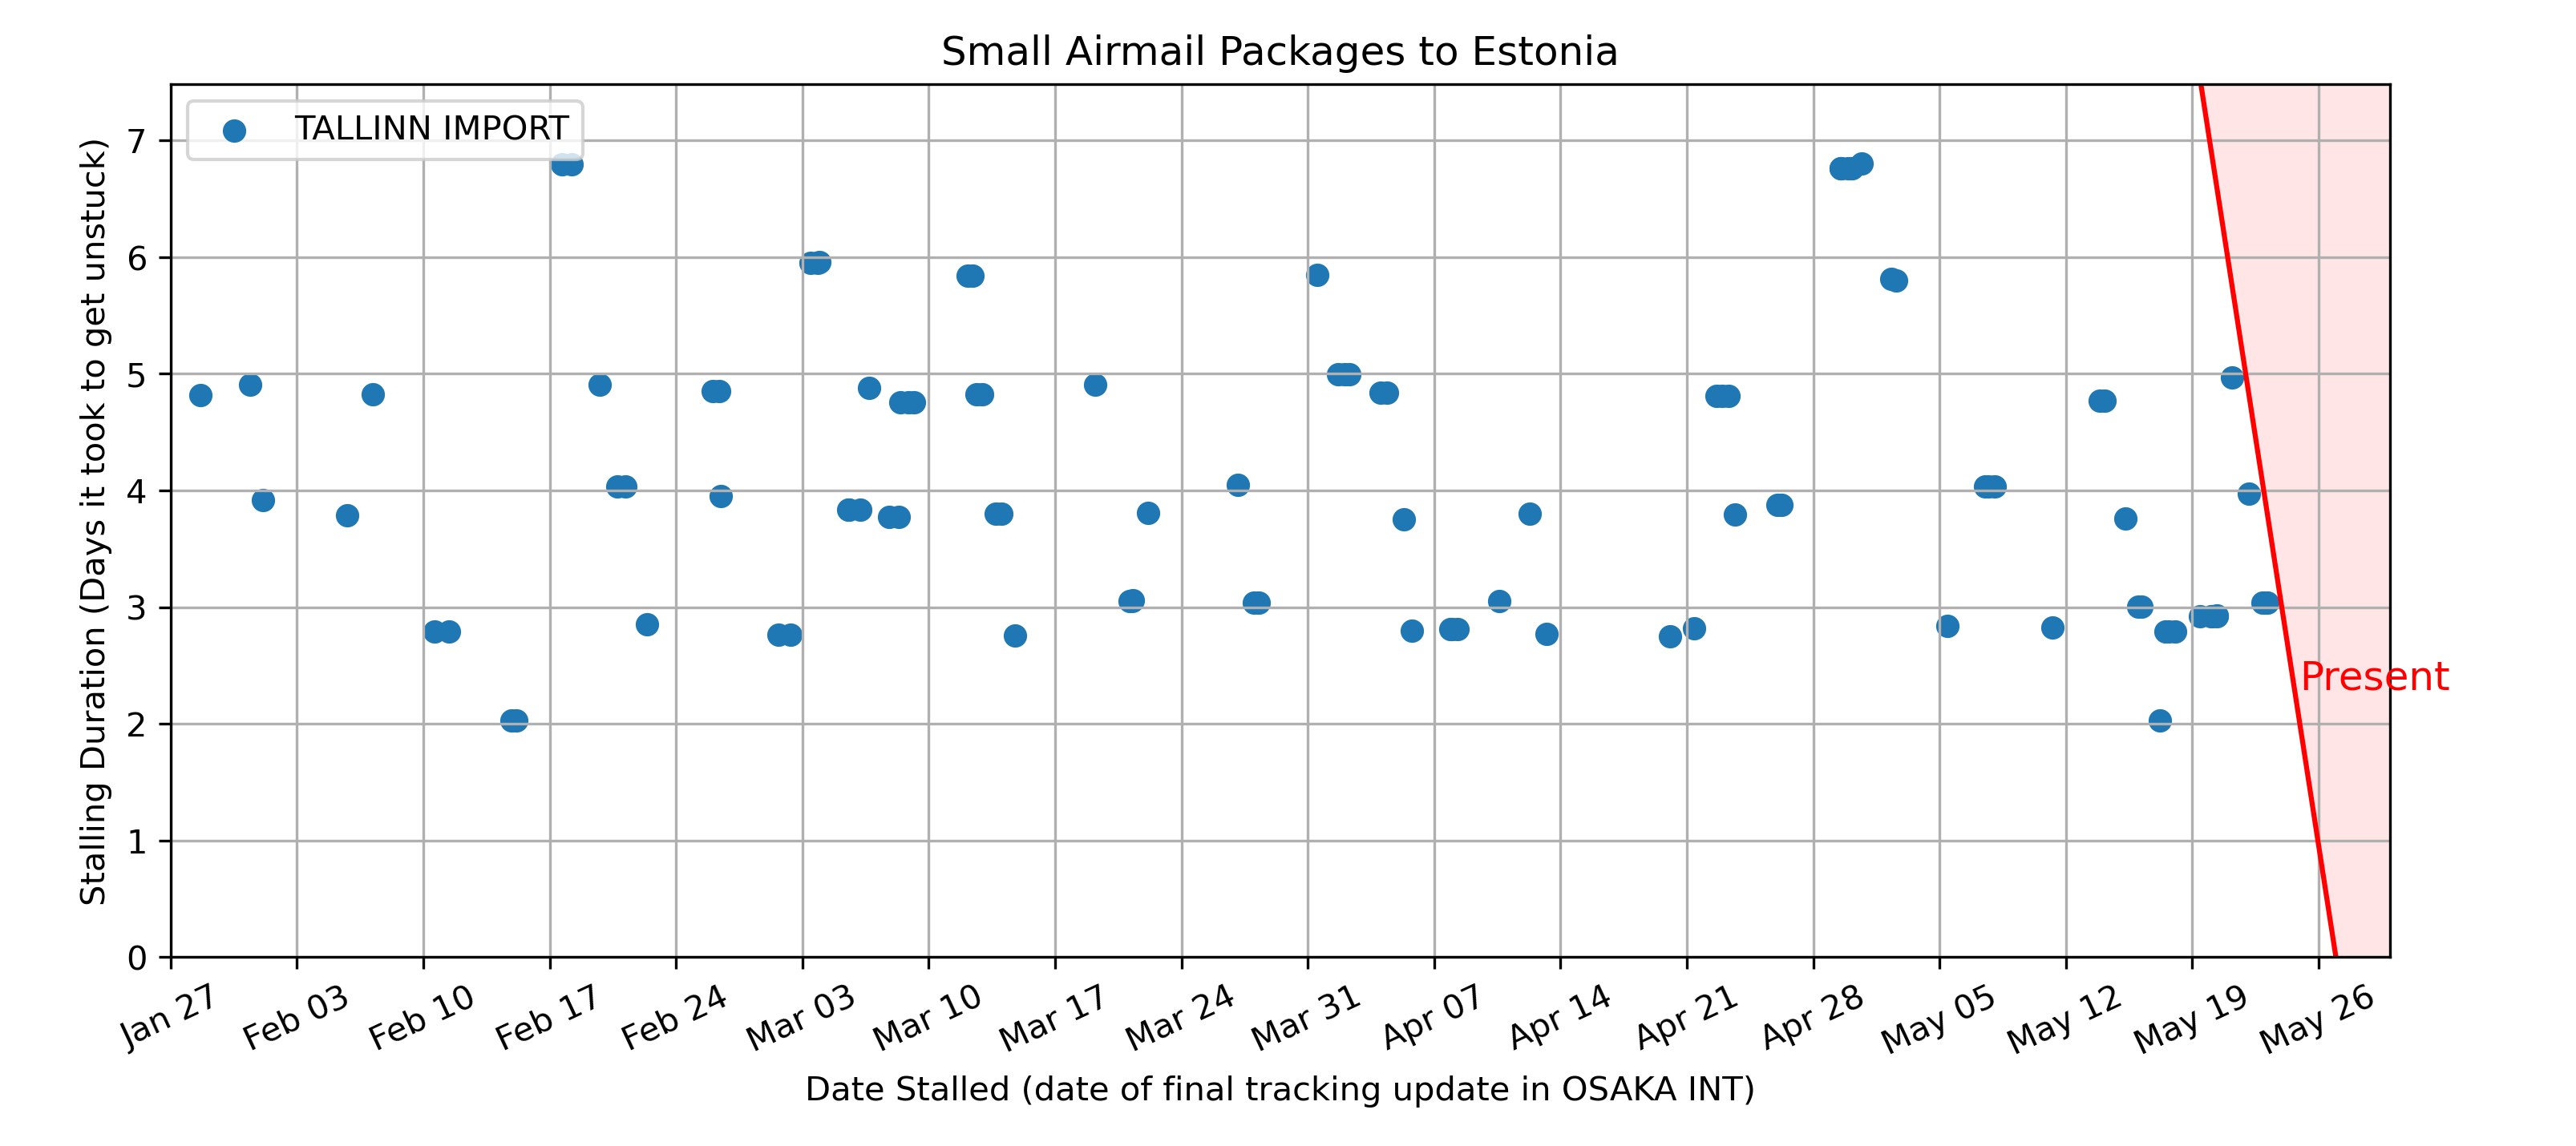 Small Airmail Packages to Estonia
TALLINN IMPORT
Stalling Duration (Days it took to get unstuck)
7
6
5
4
3
2
1
0
Present
Jan 27
Feb 03
Feb 10
Feb 17
Feb 24
Mar 03
Mar 10
Mar 17
Mar 24
Mar 31
Apr 07
Apr 14
Apr 21
Apr 28
May 05
May 12
May 19
May 26
Date Stalled (date of final tracking update in OSAKA INT)